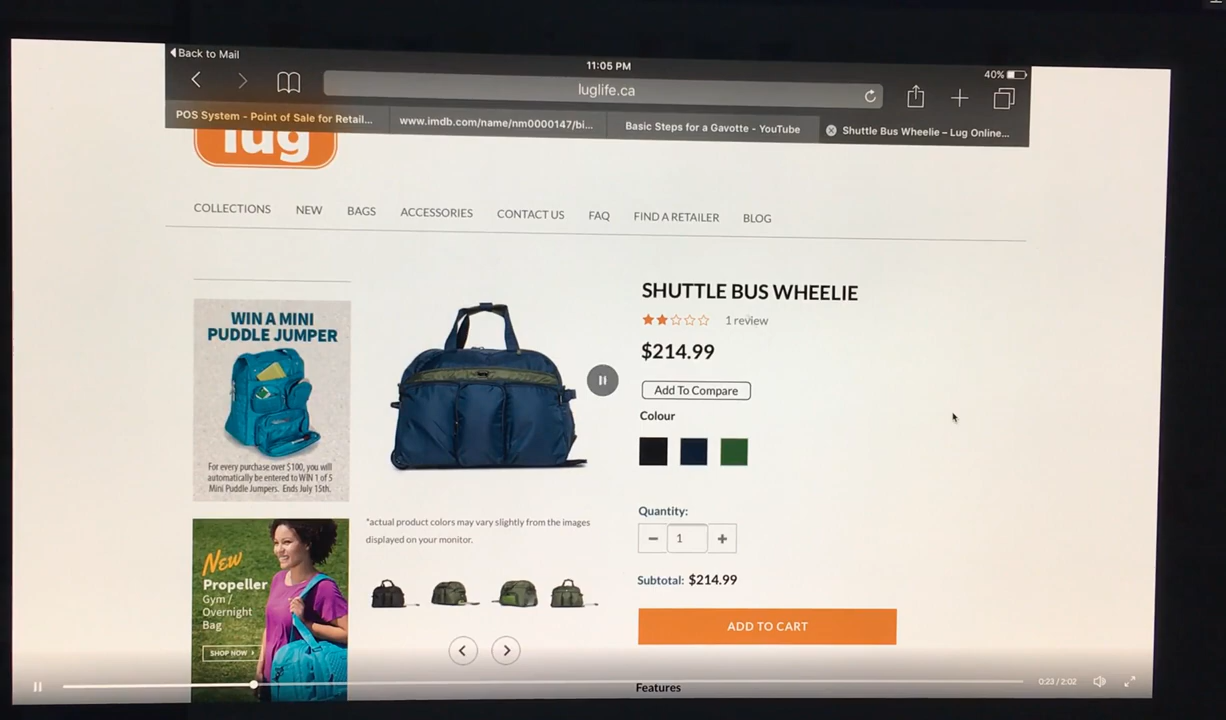 Back to Mail
11:05 PM
40%
luglife.ca
POS System - Point of Sale for Retail...
www.imdb.com/name/nm0000147/bi...
Basic Steps for a Gavotte - YouTube
Shuttle Bus Wheelie – Lug Online...
lug
COLLECTIONS NEW BAGS ACCESSORIES CONTACT US FAQ FIND A RETAILER BLOG
WIN A MINI
PUDDLE JUMPER
For every purchase over $100, you will
automatically be entered to WIN 1 of 5
Mini Puddle Jumpers. Ends July 15th.
New
Propeller
Gym /
Overnight
Bag
SHOP NOW ›
*actual product colors may vary slightly from the images
displayed on your monitor.
SHUTTLE BUS WHEELIE
1 review
$214.99
Add To Compare
Colour
Quantity:
− 1 +
Subtotal: $214.99
ADD TO CART
Features
0:23 / 2:02